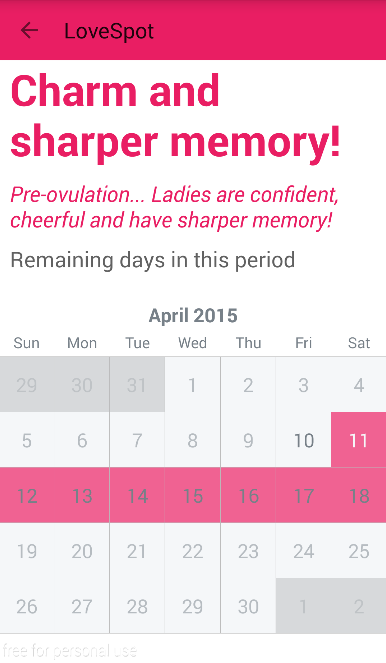 LoveSpot
Charm and
sharper memory!
Pre-ovulation... Ladies are confident,
cheerful and have sharper memory!
Remaining days in this period
April 2015
Sun Mon Tue Wed Thu Fri Sat
29 30 31 1 2 3 4
5 6 7 8 9 10 11
12 13 14 15 16 17 18
19 20 21 22 23 24 25
26 27 28 29 30 1 2
free for personal use